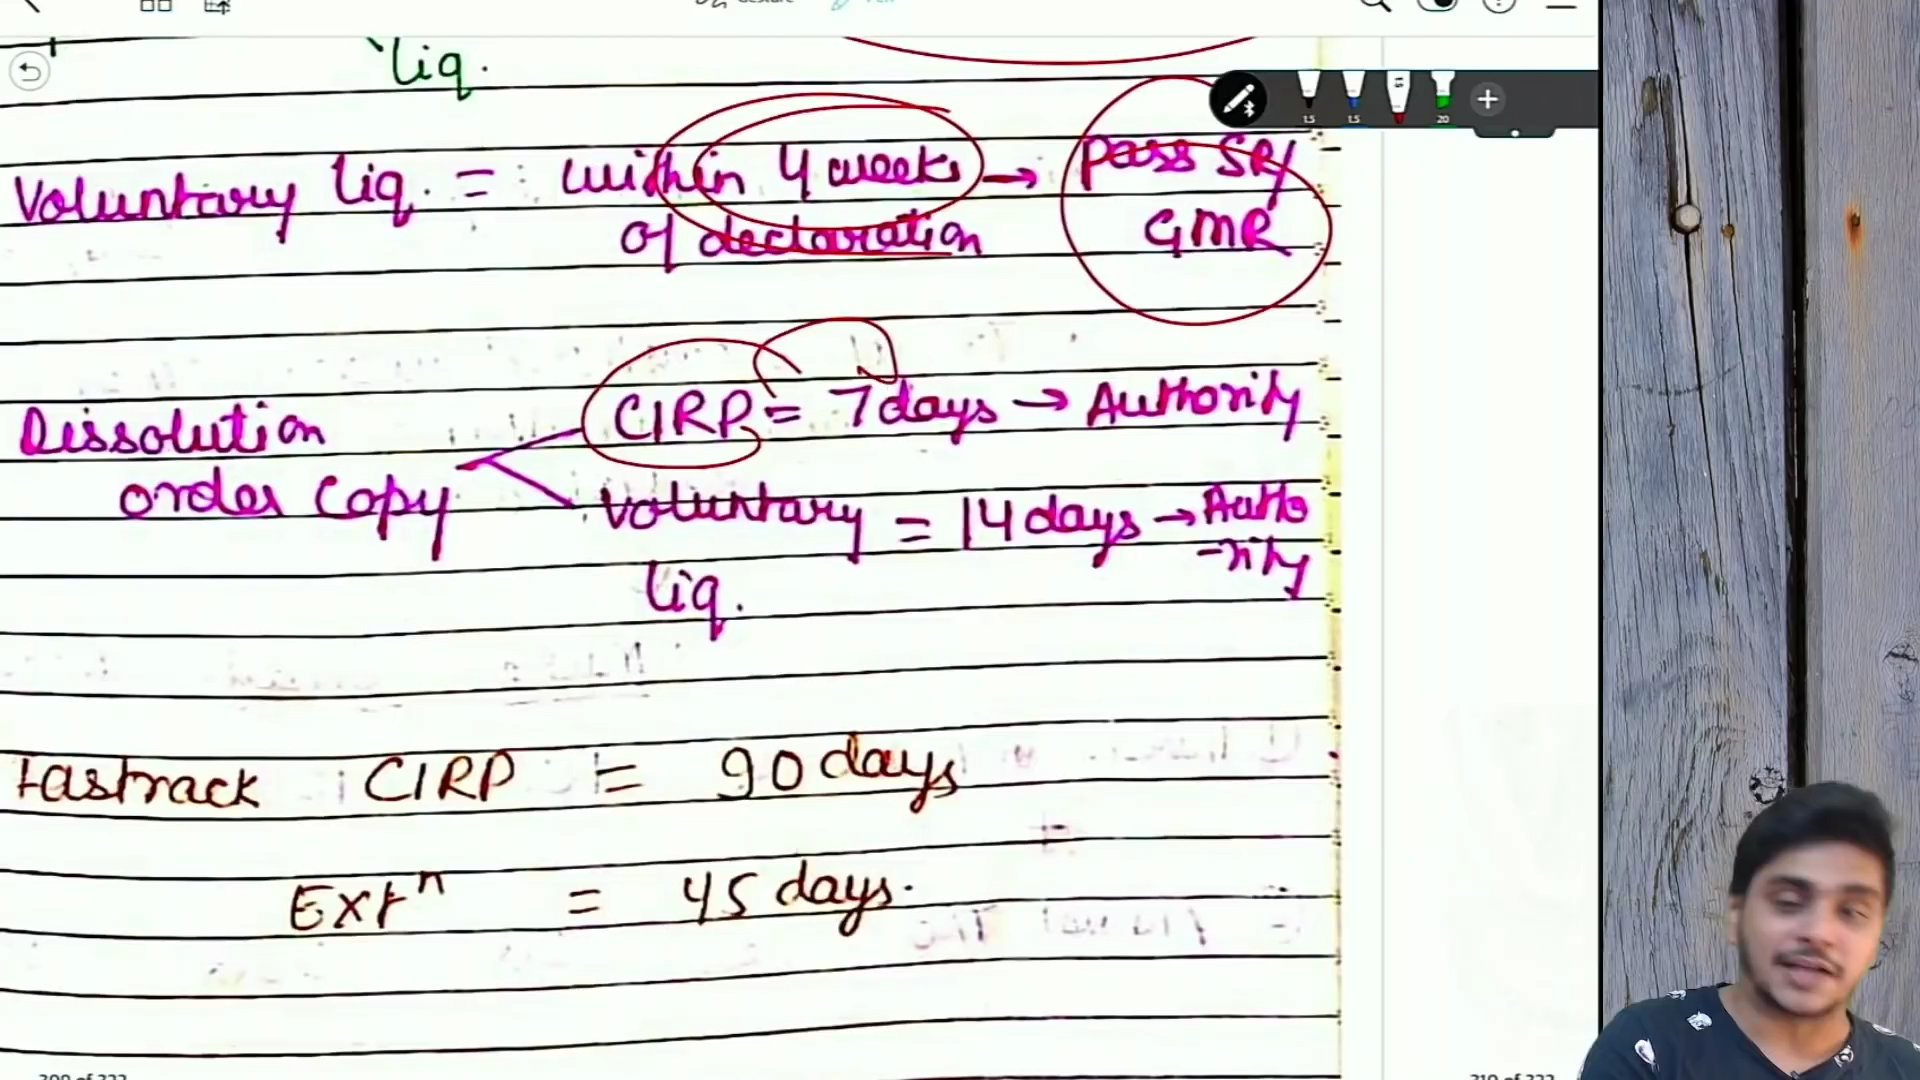 Liq.
Voluntary Liq. = within 4 weeks → Pass SR/
of declaration GMR
CIRP = 7 days → Authority
Dissolution
order copy
Voluntary = 14 days → Autho
-rity
Liq.
Fastrack CIRP = 90 days
Extn = 45 days.